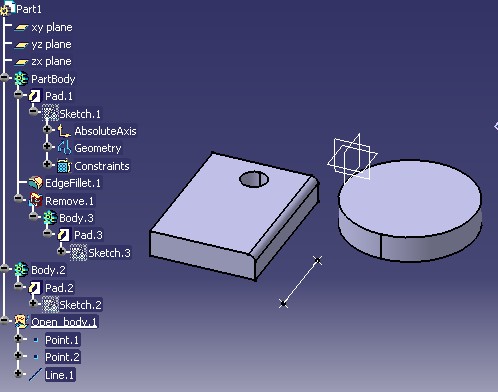 Part1
xy plane
yz plane
zx plane
PartBody
Pad.1
Sketch.1
AbsoluteAxis
Geometry
Constraints
EdgeFillet.1
Remove.1
Body.3
Pad.3
Sketch.3
Body.2
Pad.2
Sketch.2
Open_body.1
Point.1
Point.2
Line.1